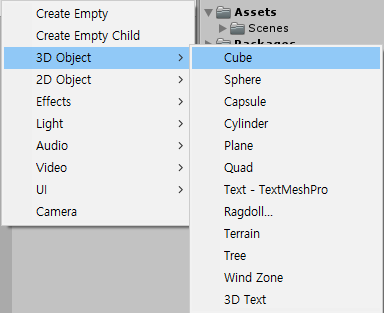 Create Empty
Create Empty Child
3D Object
2D Object
Effects
Light
Audio
Video
UI
Camera
Cube
Sphere
Capsule
Cylinder
Plane
Quad
Text - TextMeshPro
Ragdoll...
Terrain
Tree
Wind Zone
3D Text
Assets
Scenes
Packages